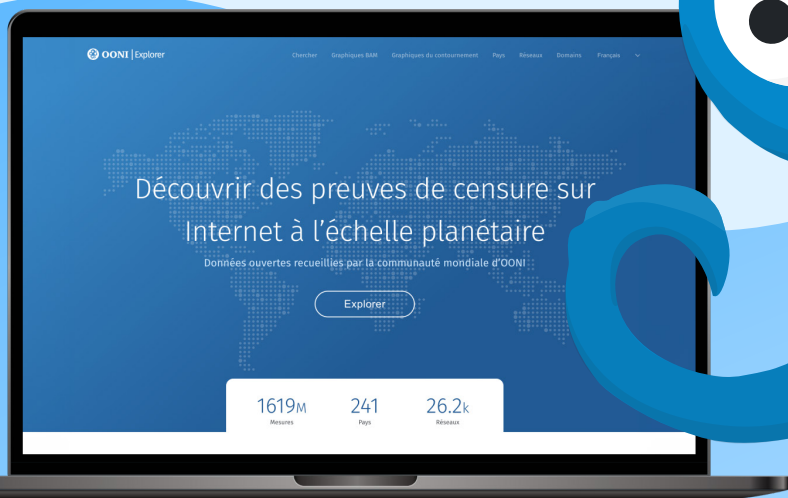 OONI | Explorer
Chercher Graphiques BAM Graphiques du contournement Pays Réseaux Domains Français
Découvrir des preuves de censure sur
Internet à l'échelle planétaire
Données ouvertes recueillies par la communauté mondiale d'OONI
Explorer
1619M 241 26.2k
Mesures Pays Réseaux